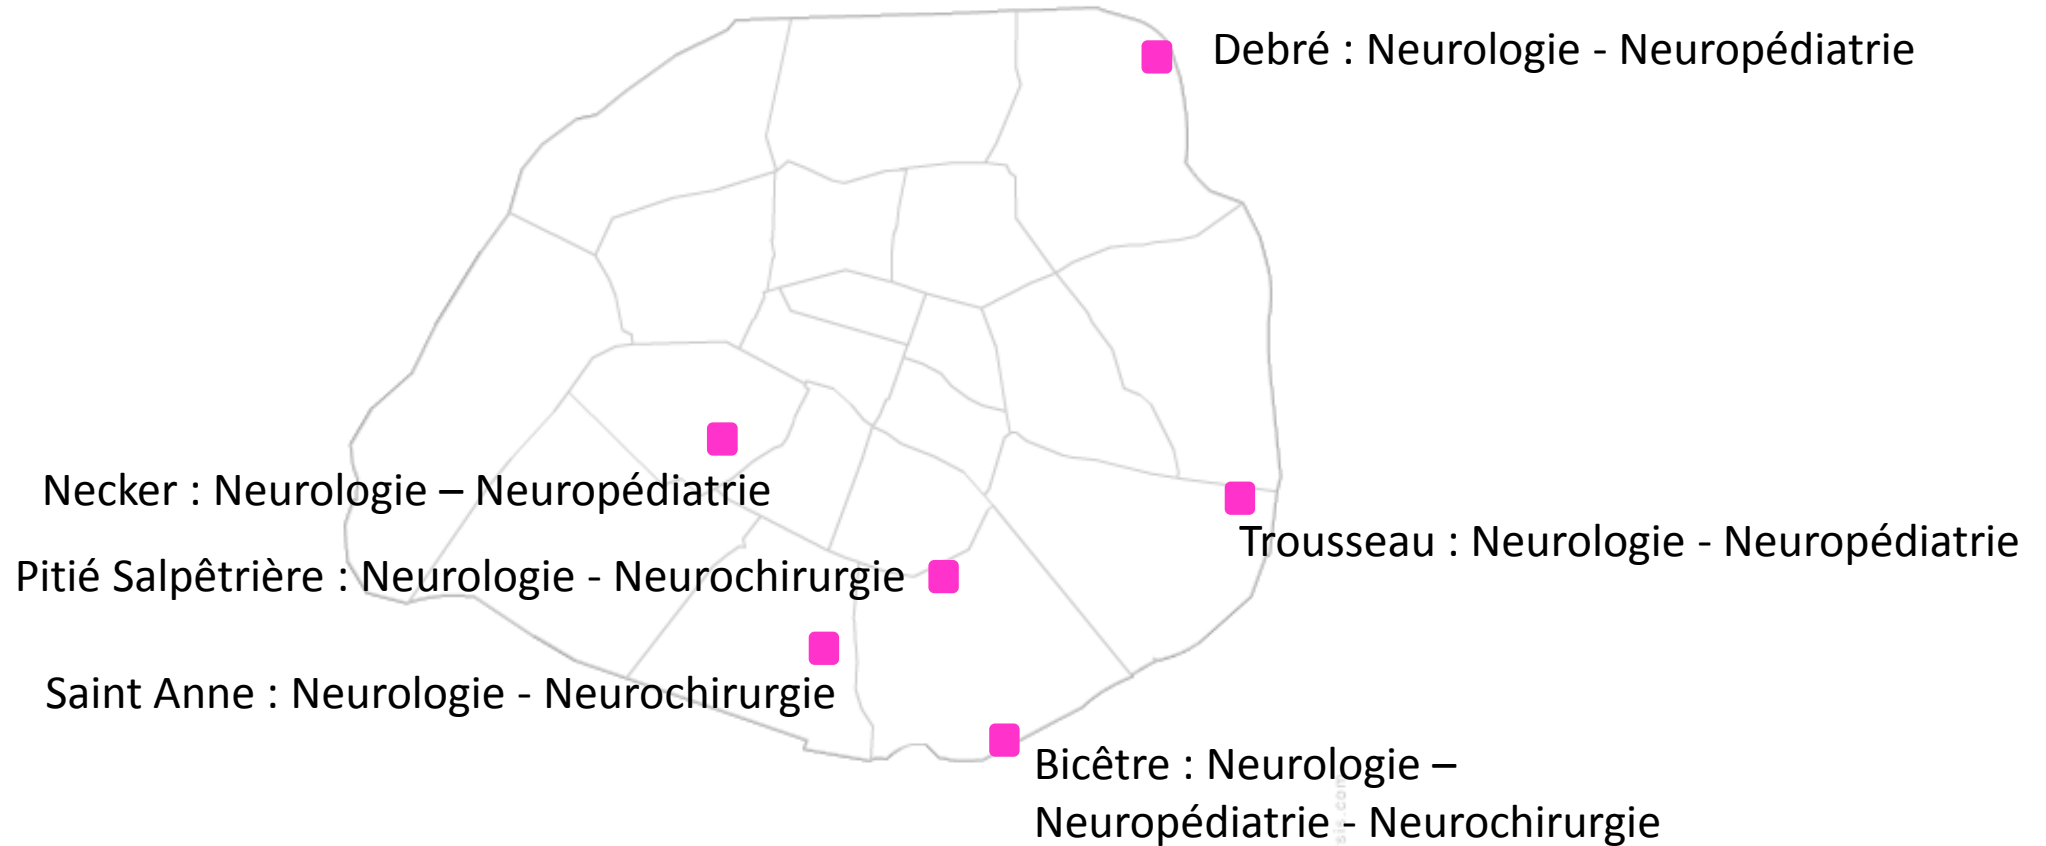 Debré : Neurologie - Neuropédiatrie
Necker : Neurologie – Neuropédiatrie
Trousseau : Neurologie - Neuropédiatrie
Pitié Salpêtrière : Neurologie - Neurochirurgie
Saint Anne : Neurologie - Neurochirurgie
Bicêtre : Neurologie –
Neuropédiatrie - Neurochirurgie